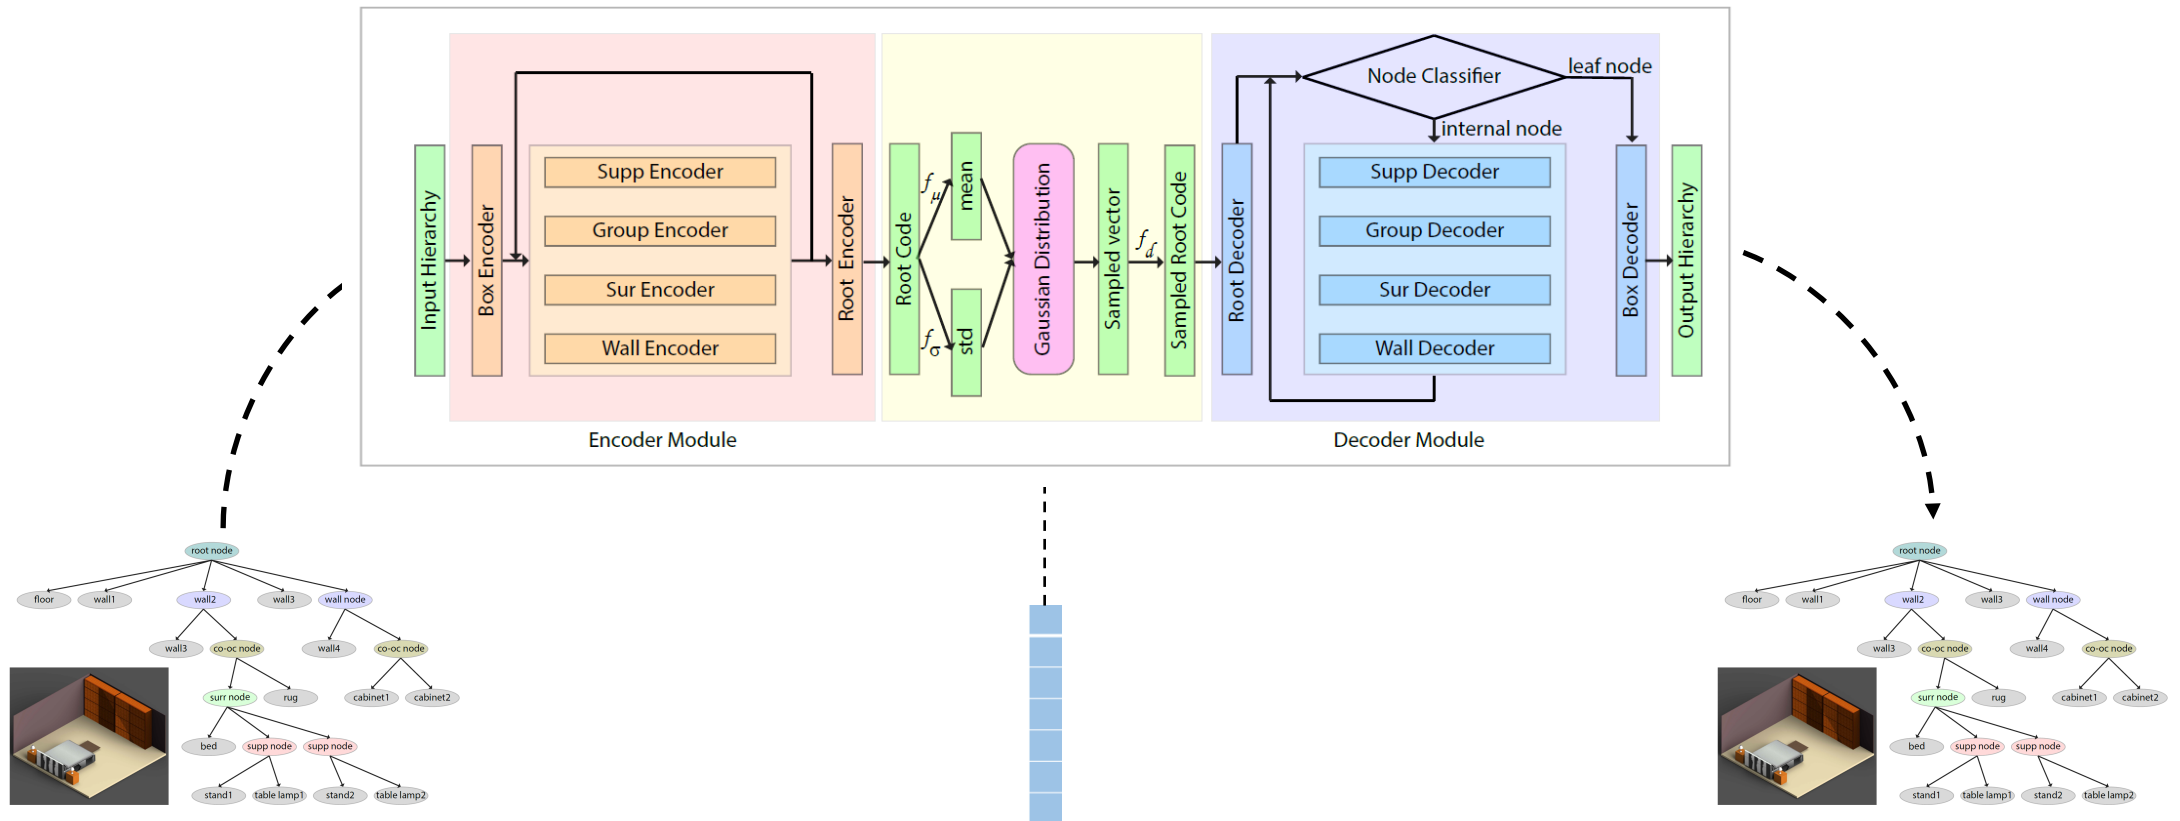 Node Classifier
leaf node
internal node
Input Hierarchy
Box Encoder
Supp Encoder
Group Encoder
Sur Encoder
Wall Encoder
Root Encoder
Root Code
fμ
fσ
mean
std
Gaussian Distribution
Sampled vector
fd
Sampled Root Code
Root Decoder
Supp Decoder
Group Decoder
Sur Decoder
Wall Decoder
Box Decoder
Output Hierarchy
Encoder Module
Decoder Module
root node
floor
wall1
wall2
wall3
wall node
wall3
co-oc node
wall4
co-oc node
surr node
rug
cabinet1
cabinet2
bed
supp node
supp node
stand1
table lamp1
stand2
table lamp2
root node
floor
wall1
wall2
wall3
wall node
wall3
co-oc node
wall4
co-oc node
surr node
rug
cabinet1
cabinet2
bed
supp node
supp node
stand1
table lamp1
stand2
table lamp2